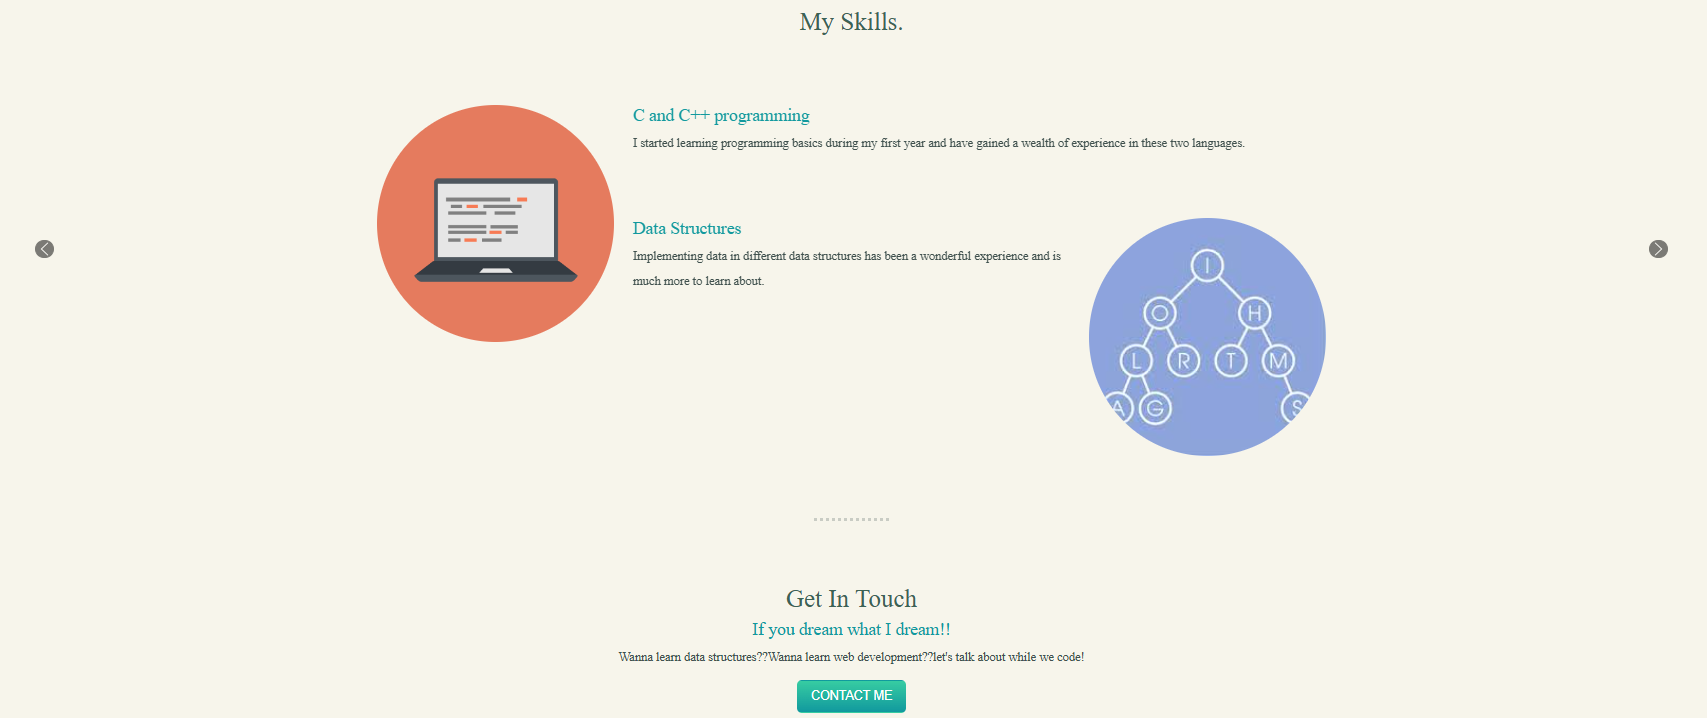 My Skills.
C and C++ programming
I started learning programming basics during my first year and have gained a wealth of experience in these two languages.
Data Structures
Implementing data in different data structures has been a wonderful experience and is
much more to learn about.
I
O H
L R T M
A G S
Get In Touch
If you dream what I dream!!
Wanna learn data structures??Wanna learn web development??let's talk about while we code!
CONTACT ME